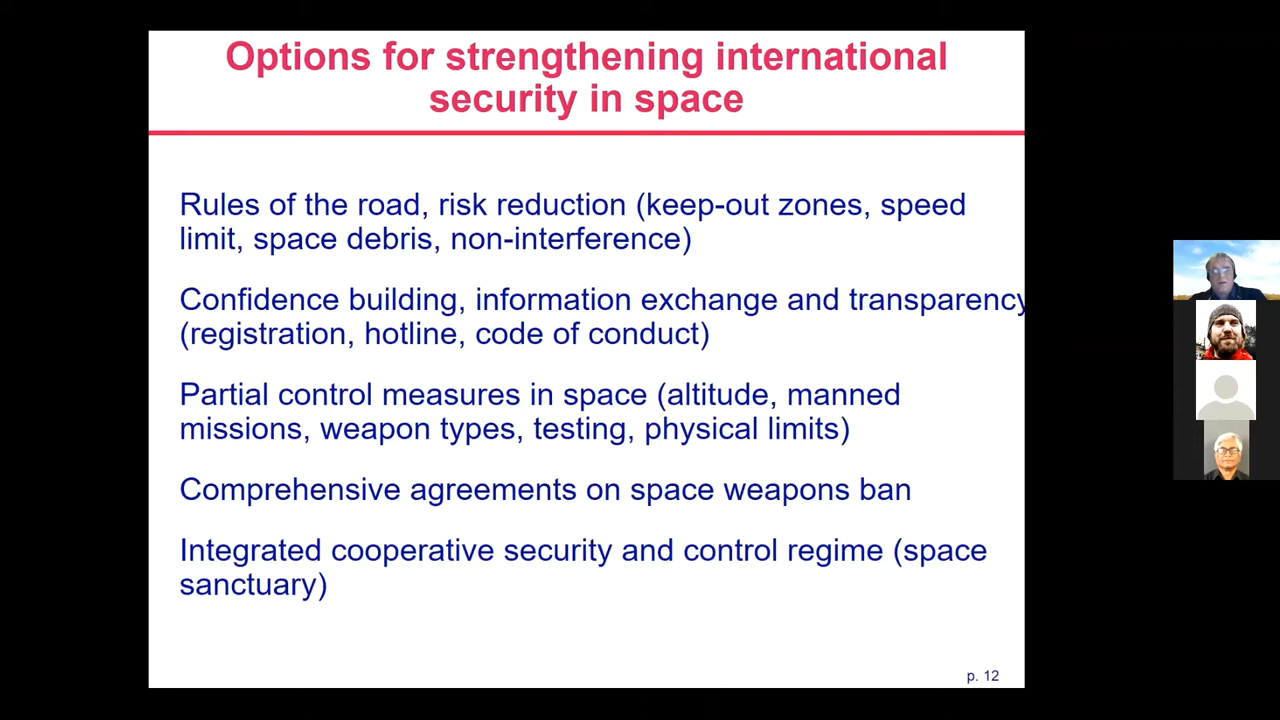 Options for strengthening international
security in space
Rules of the road, risk reduction (keep-out zones, speed
limit, space debris, non-interference)
Confidence building, information exchange and transparency
(registration, hotline, code of conduct)
Partial control measures in space (altitude, manned
missions, weapon types, testing, physical limits)
Comprehensive agreements on space weapons ban
Integrated cooperative security and control regime (space
sanctuary)
p. 12